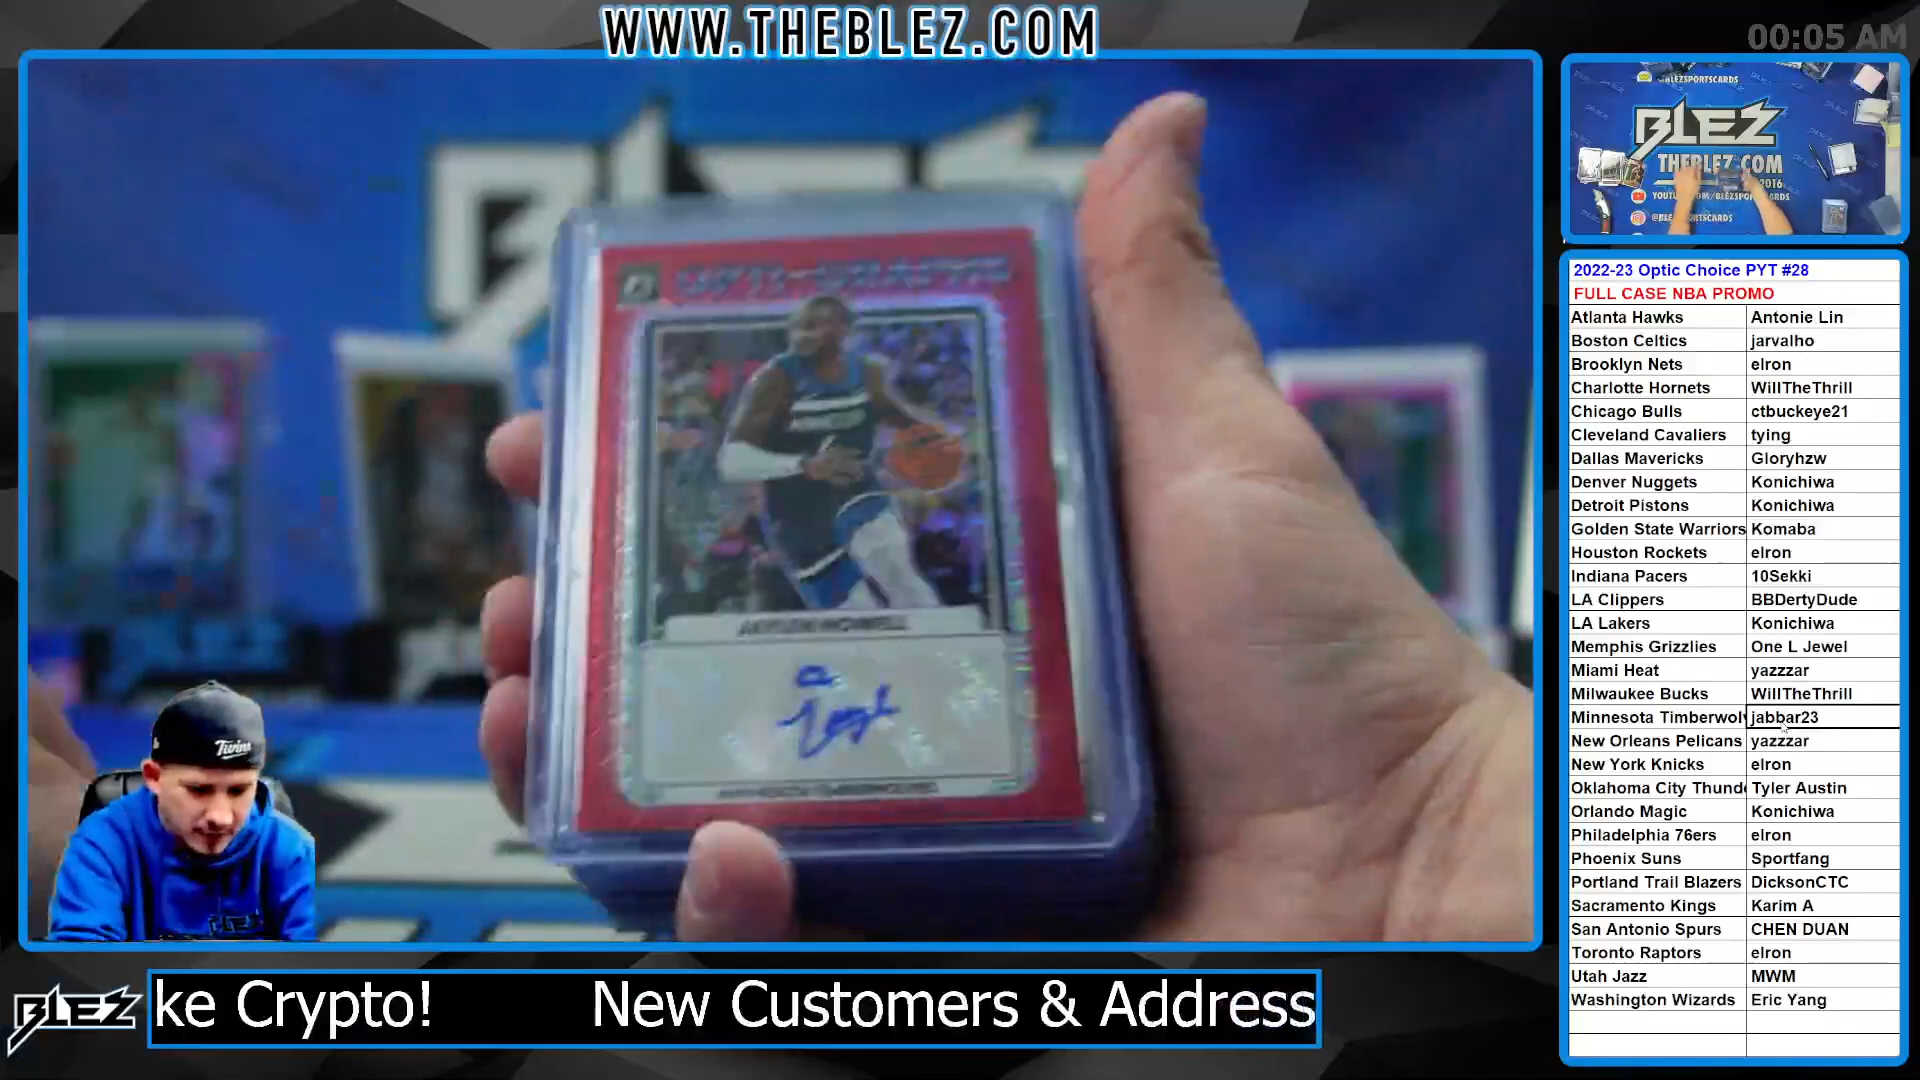 WWW.THEBLEZ.COM
00:05 AM
BLEZSPORTSCARDS
BLEZ
THEBLEZ.COM
2016
2022-23 Optic Choice PYT #28
FULL CASE NBA PROMO
Atlanta Hawks Antonie Lin
Boston Celtics jarvalho
Brooklyn Nets elron
Charlotte Hornets WillTheThrill
Chicago Bulls ctbuckeye21
Cleveland Cavaliers tying
Dallas Mavericks Gloryhzw
Denver Nuggets Konichiwa
Detroit Pistons Konichiwa
Golden State Warriors Komaba
Houston Rockets elron
Indiana Pacers 10Sekki
LA Clippers BBDertyDude
LA Lakers Konichiwa
Memphis Grizzlies One L Jewel
Miami Heat yazzzar
Milwaukee Bucks WillTheThrill
Minnesota Timberwolv jabbar23
New Orleans Pelicans yazzzar
New York Knicks elron
Oklahoma City Thund Tyler Austin
Orlando Magic Konichiwa
Philadelphia 76ers elron
Phoenix Suns Sportfang
Portland Trail Blazers DicksonCTC
Sacramento Kings Karim A
San Antonio Spurs CHEN DUAN
Toronto Raptors elron
Utah Jazz MWM
Washington Wizards Eric Yang
Twins
BLEZ
ke Crypto! New Customers & Address